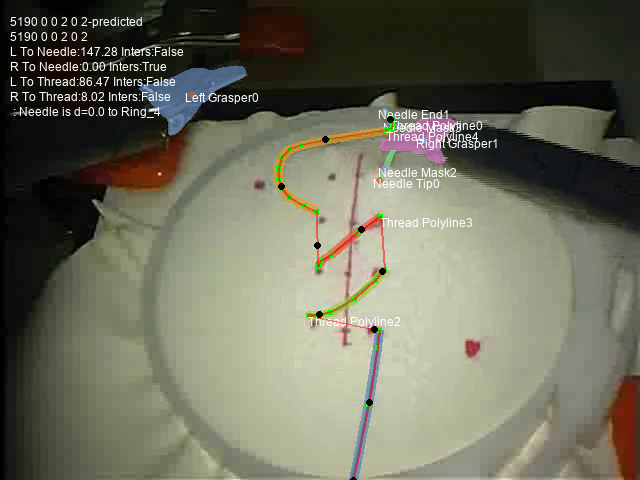 5190 0 0 2 0 2-predicted
5190 0 0 2 0 2
L To Needle:147.28 Inters:False
R To Needle:0.00 Inters:True
L To Thread:86.47 Inters:False
R To Thread:8.02 Inters:False
Left Grasper0
: Needle is d=0.0 to Ring_4
Needle End1
Thread Polyline0
Thread Polyline4
Right Grasper1
Needle Mask2
Needle Tip0
Thread Polyline3
Thread Polyline2